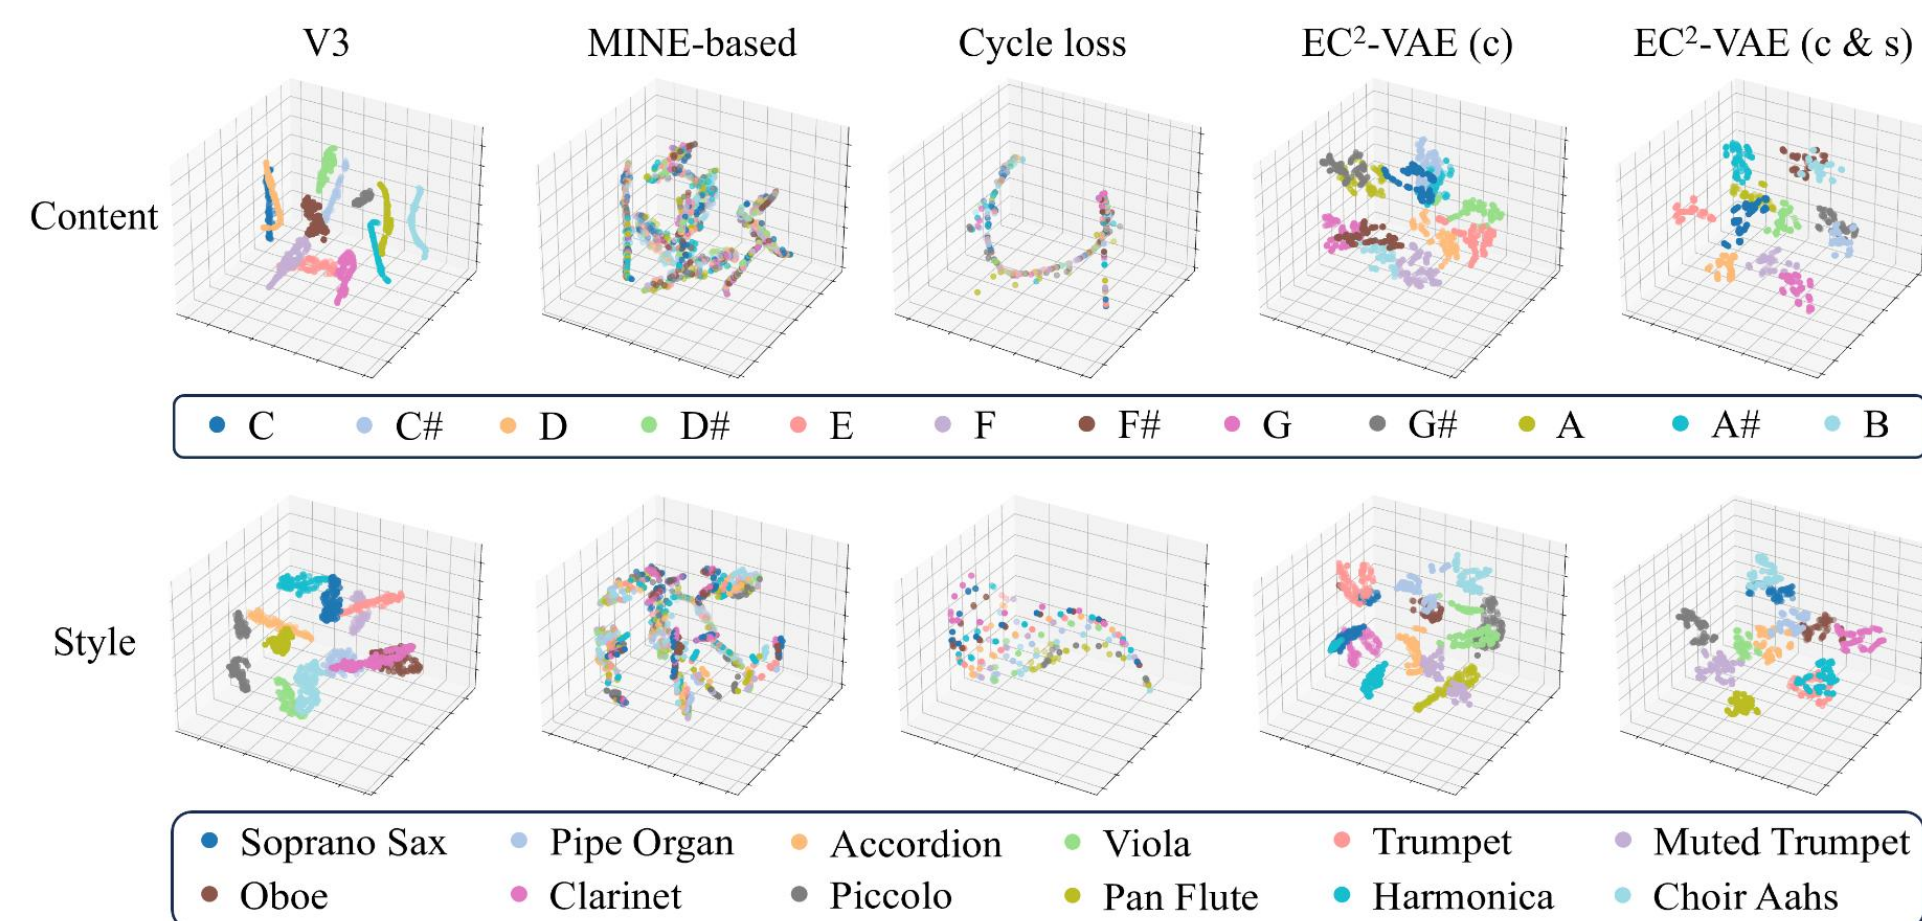 V3 MINE-based Cycle loss EC²-VAE (c) EC²-VAE (c & s)
Content
C C# D D# E F F# G G# A A# B
Style
Soprano Sax Pipe Organ Accordion Viola Trumpet Muted Trumpet
Oboe Clarinet Piccolo Pan Flute Harmonica Choir Aahs